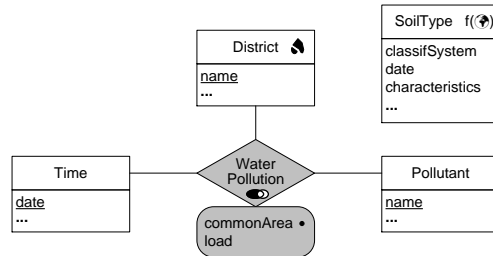 District
name
...
SoilType f( )
classifSystem
date
characteristics
...
Time
date
...
Water
Pollution
commonArea •
load
Pollutant
name
...